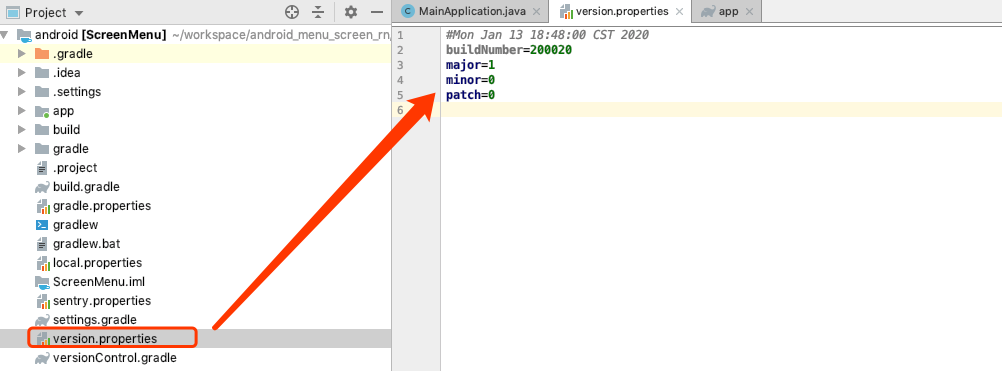 Project
MainApplication.java
version.properties
app
android [ScreenMenu] ~/workspace/android_menu_screen_rn
.gradle
.idea
.settings
app
build
gradle
.project
build.gradle
gradle.properties
gradlew
gradlew.bat
local.properties
ScreenMenu.iml
sentry.properties
settings.gradle
version.properties
versionControl.gradle
1 #Mon Jan 13 18:48:00 CST 2020
2 buildNumber=200020
3 major=1
4 minor=0
5 patch=0
6